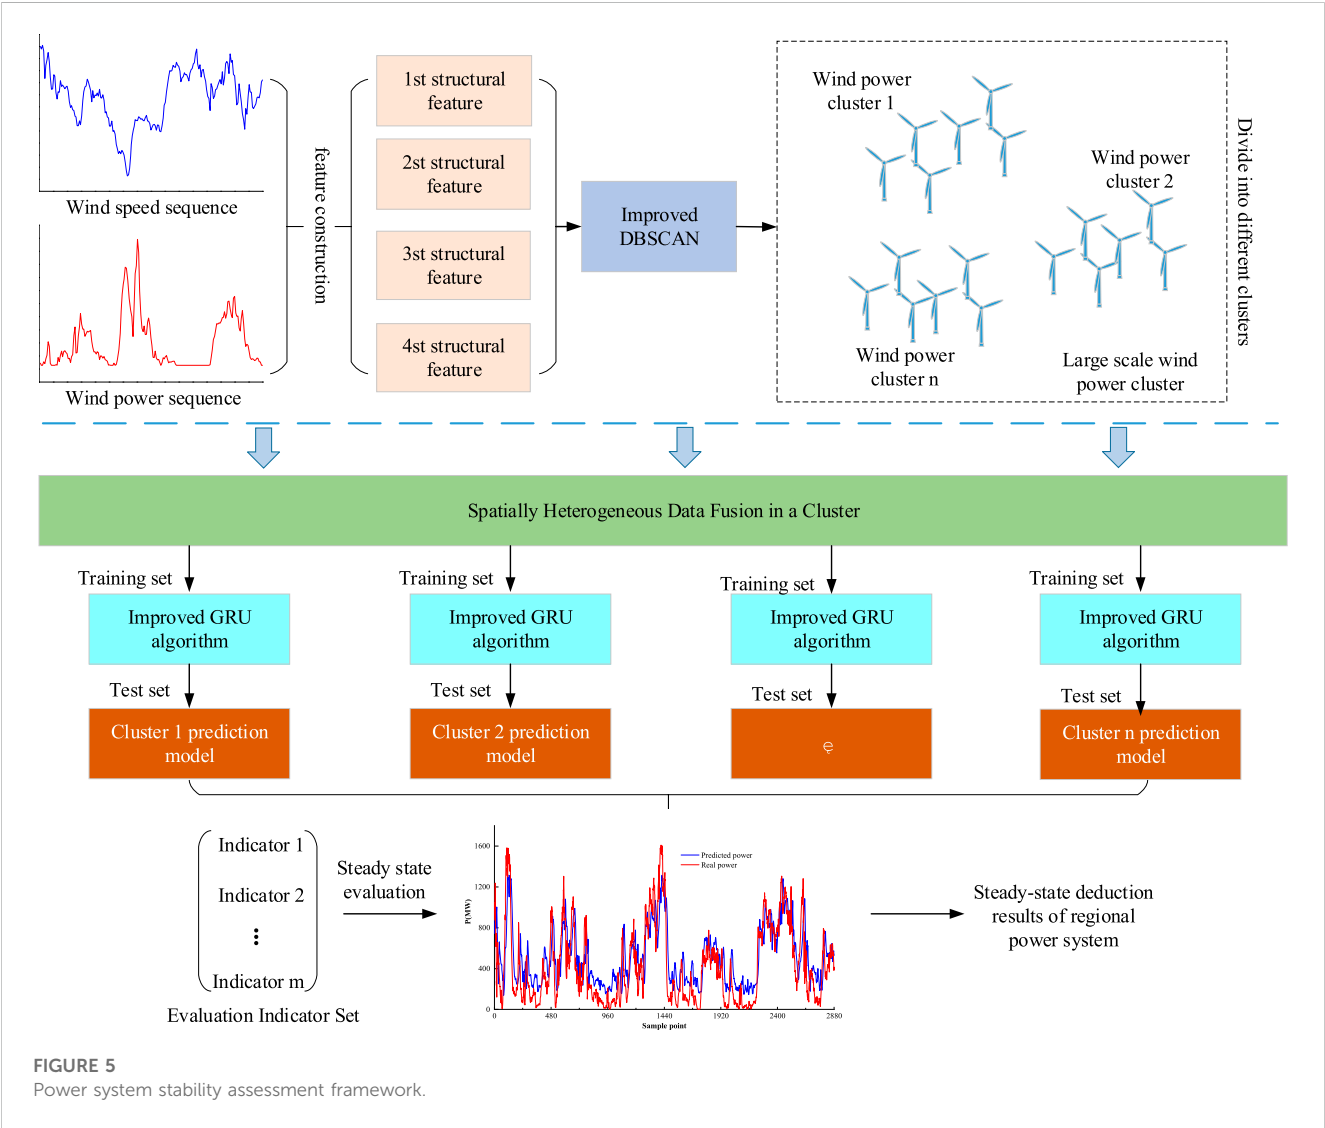 Wind speed sequence
Wind power sequence
feature construction
1st structural
feature
2st structural
feature
3st structural
feature
4st structural
feature
Improved
DBSCAN
Wind power
cluster 1
Wind power
cluster 2
Wind power
cluster n
Large scale wind
power cluster
Divide into different clusters
Spatially Heterogeneous Data Fusion in a Cluster
Training set
Training set
Training set
Training set
Improved GRU
algorithm
Improved GRU
algorithm
Improved GRU
algorithm
Improved GRU
algorithm
Test set
Test set
Test set
Test set
Cluster 1 prediction
model
Cluster 2 prediction
model
Cluster n prediction
model
Indicator 1
Indicator 2
Indicator m
Evaluation Indicator Set
Steady state
evaluation
P(MW)
1600
1200
800
400
0
Predicted power
Real power
0 480 960 1440 1920 2400 2880
Sample point
Steady-state deduction
results of regional
power system
FIGURE 5
Power system stability assessment framework.